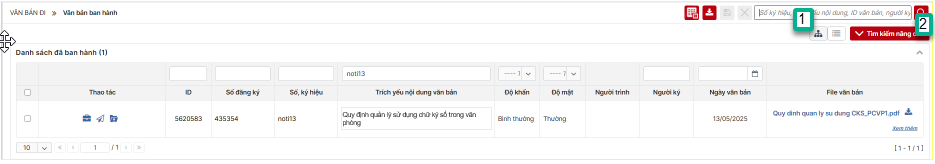 VĂN BẢN ĐI » Văn bản ban hành
Số ký hiệu, yếu nội dung, ID văn bản, người ký,
1
2
Tìm kiếm nâng
Danh sách đã ban hành (1)
noti13
Thao tác ID Số đăng ký Số, ký hiệu Trích yếu nội dung văn bản Độ khẩn Độ mật Người trình Người ký Ngày văn bản File văn bản
5620583 435354 noti13 Quy định quản lý sử dụng chữ ký số trong văn Bình thường Thường 13/05/2025 Quy dinh quan ly su dung CKS_PCVP1.pdf
phòng
Xem thêm
10 « < 1 / 1 > » [ 1 - 1 / 1 ]